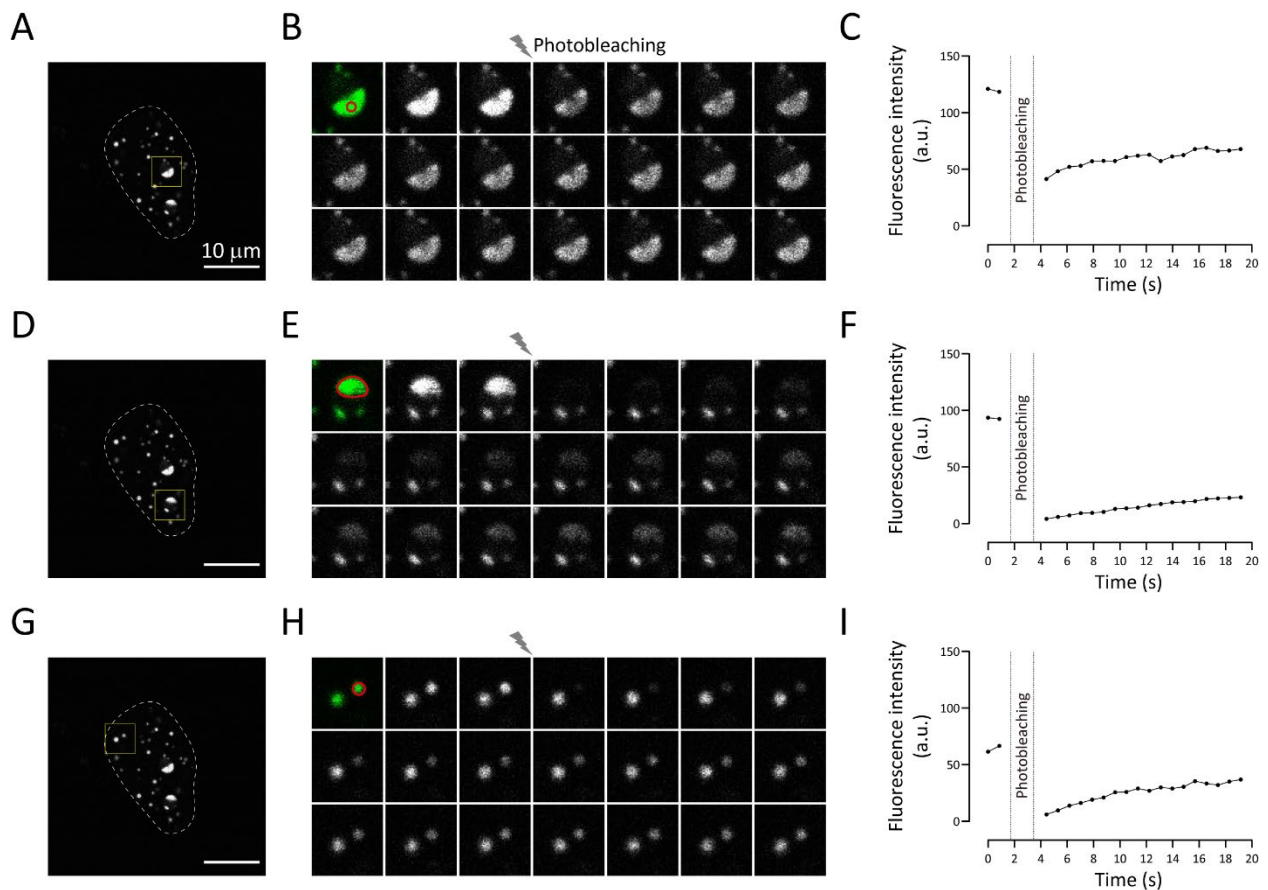 A
B
C
Photobleaching
10 μm
Fluorescence intensity
(a.u.)
150
100
50
0
Photobleaching
0 2 4 6 8 10 12 14 16 18 20
Time (s)
D
E
F
Fluorescence intensity
(a.u.)
150
100
50
0
Photobleaching
0 2 4 6 8 10 12 14 16 18 20
Time (s)
G
H
I
Fluorescence intensity
(a.u.)
150
100
50
0
Photobleaching
0 2 4 6 8 10 12 14 16 18 20
Time (s)